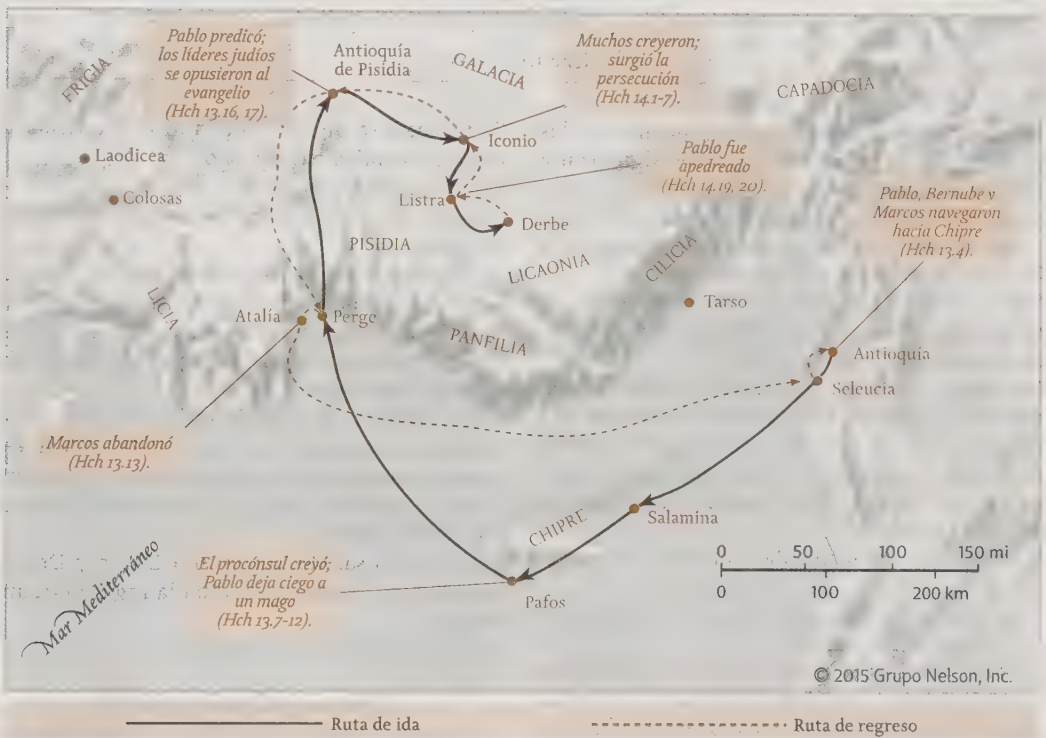 Pablo predicó;
los líderes judíos
se opusieron al
evangelio
(Hch 13.16, 17).
Antioquía
de Pisidia
GALACIA
Muchos creyeron;
surgió la
persecución
(Hch 14.1-7).
CAPADOCIA
FRIGIA
Laodicea
Colosas
Iconio
Pablo fue
apedreado
(Hch 14.19, 20).
Listra
Derbe
Pablo, Bernube y
Marcos navegaron
hacia Chipre
(Hch 13.4).
PISIDIA
LICAONIA
CILICIA
LICIA
Tarso
Atalía
Perge
PANFILIA
Antioquía
Seleucia
Marcos abandonó
(Hch 13.13).
CHIPRE
Salamina
El procónsul creyó;
Pablo deja ciego a
un mago
(Hch 13.7-12).
Pafos
Mar Mediterráneo
0 50 100 150 mi
0 100 200 km
© 2015 Grupo Nelson, Inc.
Ruta de ida
Ruta de regreso